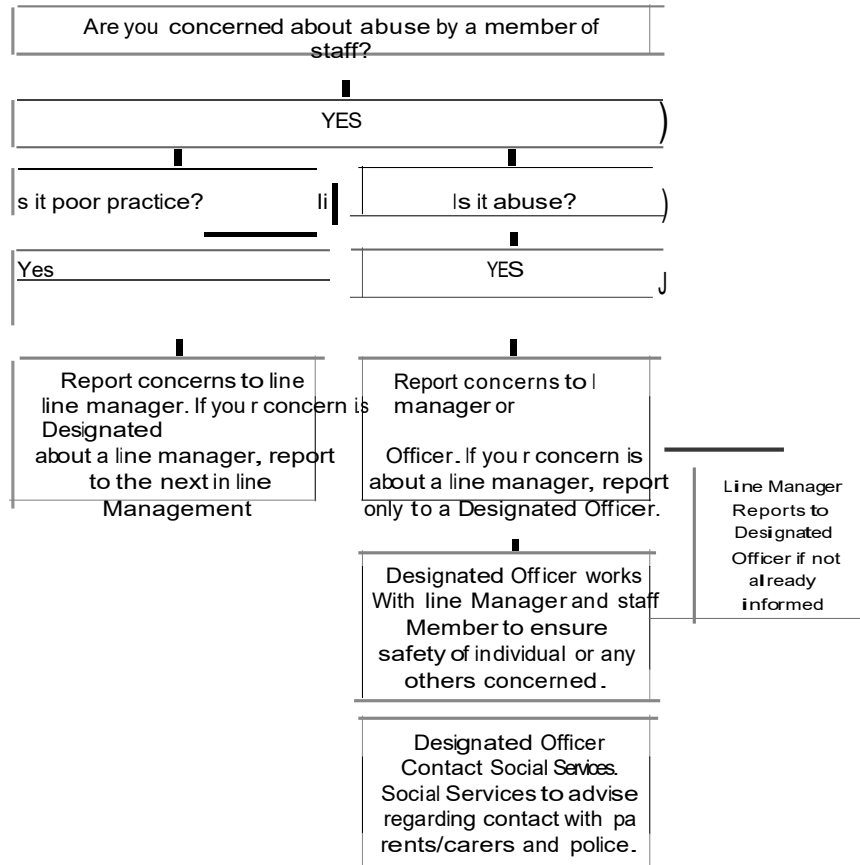 Are you concerned about abuse by a member of
staff?
YES
s it poor practice?
li
Is it abuse?
Yes
YES
Report concerns to line
line manager. If you r concern is
Designated
about a line manager, report
to the next in line
Management
Report concerns to l
manager or
Officer. If you r concern is
about a line manager, report
only to a Designated Officer.
Line Manager
Reports to
Designated
Officer if not
already
informed
Designated Officer works
With line Manager and staff
Member to ensure
safety of individual or any
others concerned.
Designated Officer
Contact Social Services.
Social Services to advise
regarding contact with pa
rents/carers and police.